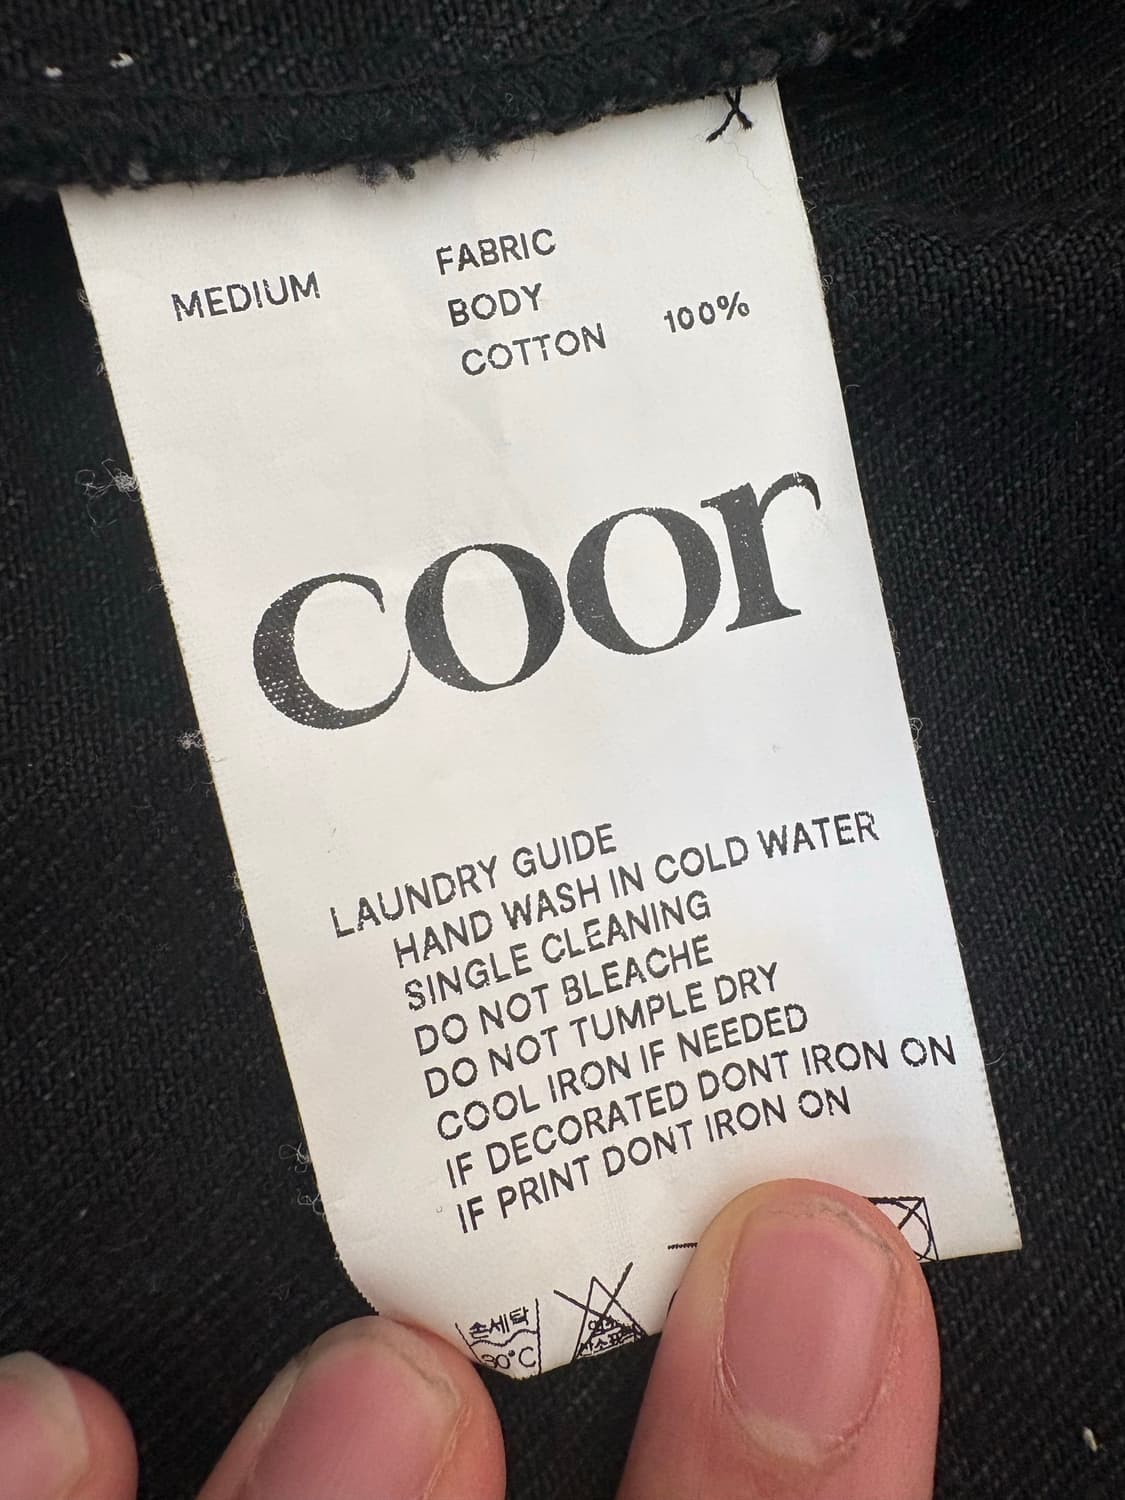 MEDIUM
FABRIC
BODY
COTTON 100%
coor
LAUNDRY GUIDE
HAND WASH IN COLD WATER
SINGLE CLEANING
DO NOT BLEACHE
DO NOT TUMPLE DRY
COOL IRON IF NEEDED
IF DECORATED DONT IRON ON
IF PRINT DONT IRON ON
손세탁
30°C